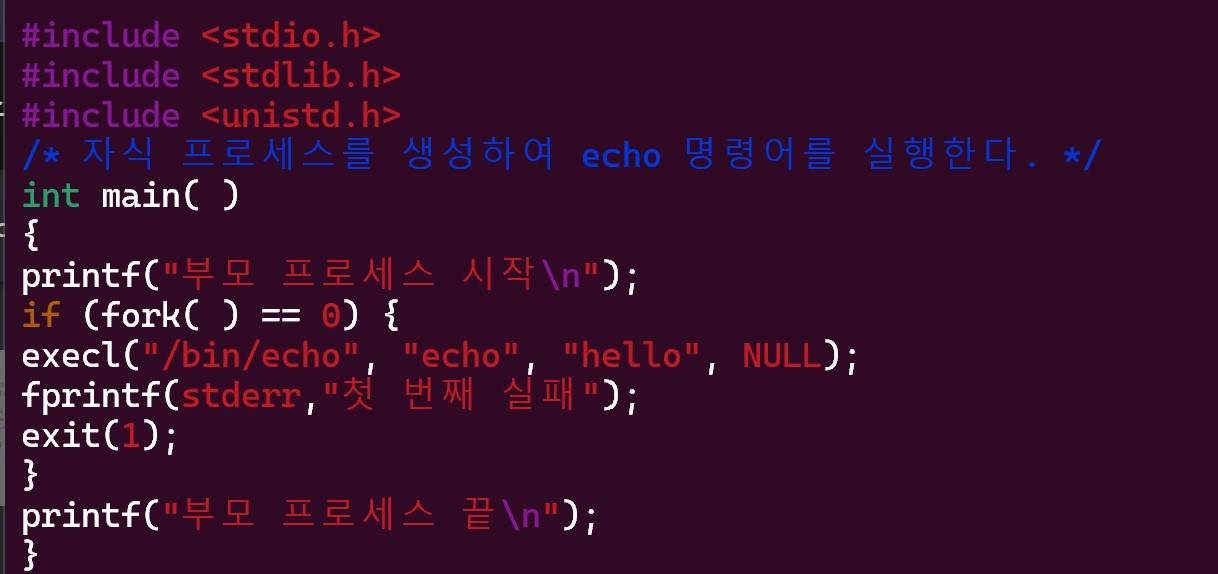 #include <stdio.h>
#include <stdlib.h>
#include <unistd.h>
/* 자식 프로세스를 생성하여 echo 명령어를 실행한다. */
int main( )
{
printf("부모 프로세스 시작\n");
if (fork( ) == 0) {
execl("/bin/echo", "echo", "hello", NULL);
fprintf(stderr,"첫 번째 실패");
exit(1);
}
printf("부모 프로세스 끝\n");
}